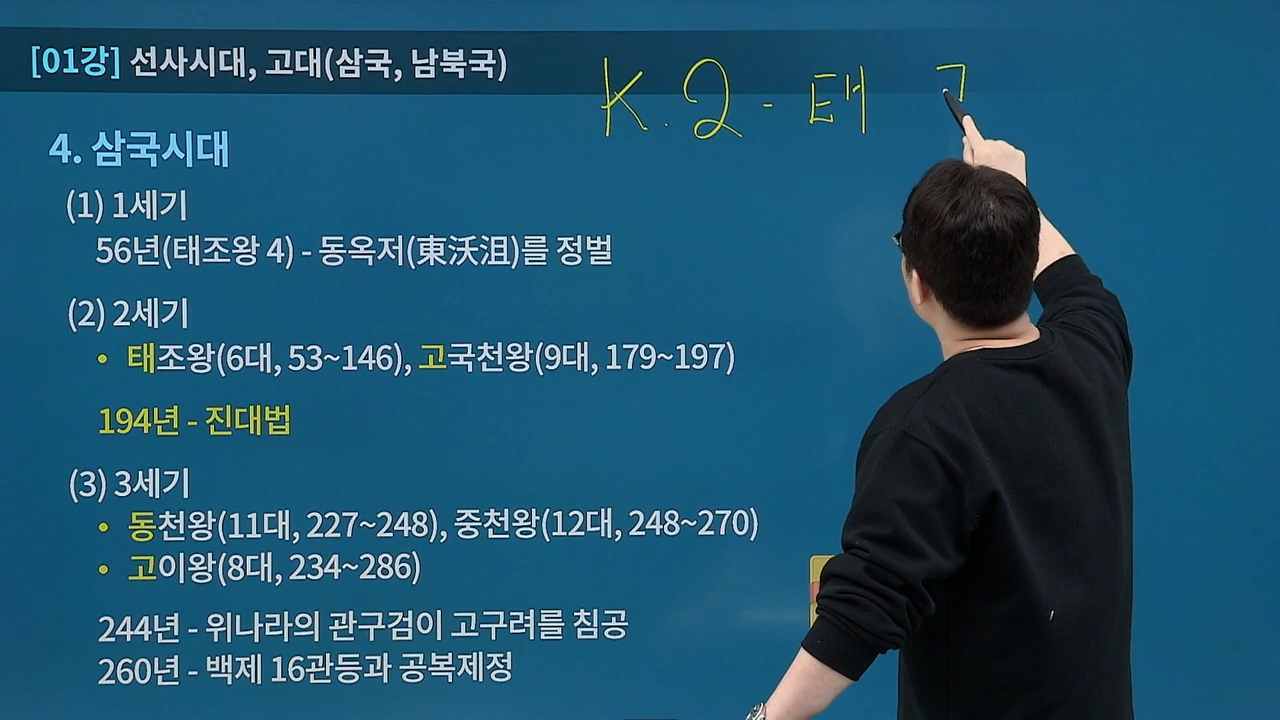 [01강] 선사시대, 고대(삼국, 남북국)
K. 2 - 태 ㄱ
4. 삼국시대
(1) 1세기
56년(태조왕 4) - 동옥저(東沃沮)를 정벌
(2) 2세기
• 태조왕(6대, 53~146), 고국천왕(9대, 179~197)
194년 - 진대법
(3) 3세기
• 동천왕(11대, 227~248), 중천왕(12대, 248~270)
• 고이왕(8대, 234~286)
244년 - 위나라의 관구검이 고구려를 침공
260년 - 백제 16관등과 공복제정